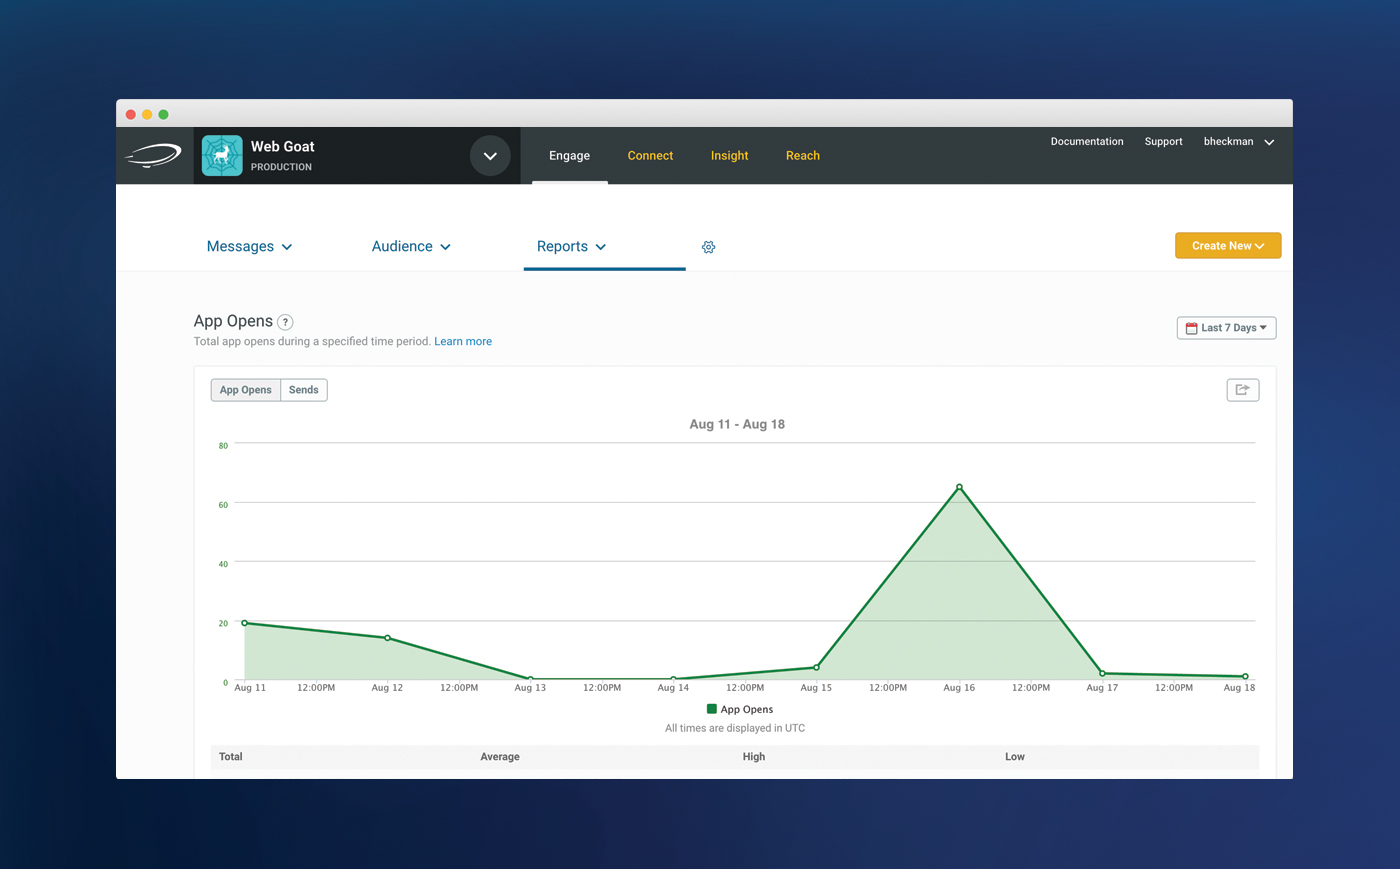 Web Goat
PRODUCTION
Engage Connect Insight Reach
Documentation Support bheckman
Messages Audience Reports
Create New
App Opens ?
Total app opens during a specified time period. Learn more
Last 7 Days
App Opens Sends
Aug 11 - Aug 18
80
60
40
20
0
Aug 11 12:00PM Aug 12 12:00PM Aug 13 12:00PM Aug 14 12:00PM Aug 15 12:00PM Aug 16 12:00PM Aug 17 12:00PM Aug 18
App Opens
All times are displayed in UTC
Total Average High Low